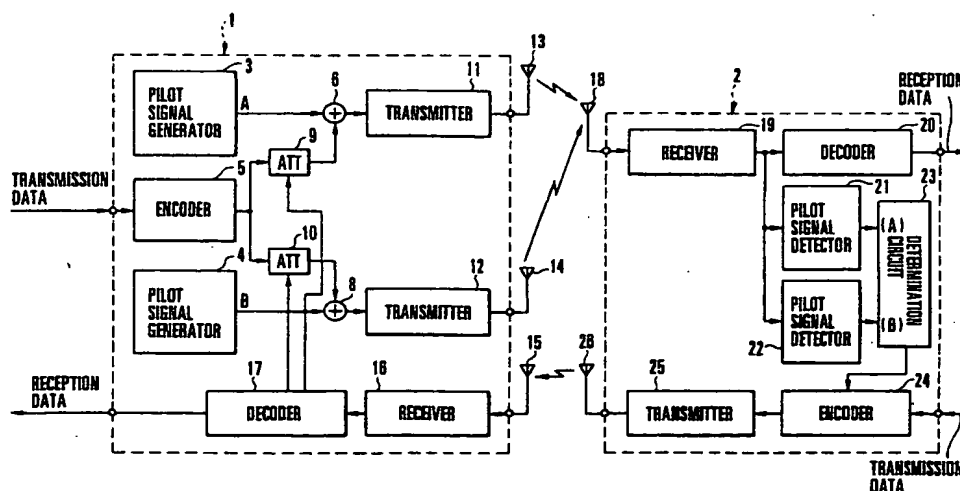 1
3
PILOT
SIGNAL
GENERATOR
A
6
11
TRANSMITTER
13
9
ATT
TRANSMISSION
DATA
5
ENCODER
10
ATT
4
PILOT
SIGNAL
GENERATOR
B
8
12
TRANSMITTER
14
RECEPTION
DATA
17
DECODER
16
RECEIVER
15
18
2
19
RECEIVER
20
DECODER
RECEPTION
DATA
21
PILOT
SIGNAL
DETECTOR
23
(A)
DETERMINATION
CIRCUIT
(B)
PILOT
SIGNAL
DETECTOR
22
26
25
TRANSMITTER
24
ENCODER
TRANSMISSION
DATA